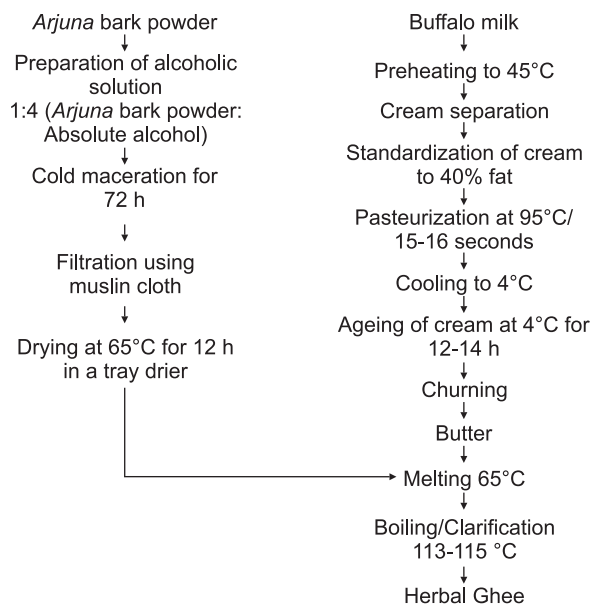 Arjuna bark powder
Preparation of alcoholic
solution
1:4 (Arjuna bark powder:
Absolute alcohol)
Cold maceration for
72 h
Filtration using
muslin cloth
Drying at 65°C for 12 h
in a tray drier
Buffalo milk
Preheating to 45°C
Cream separation
Standardization of cream
to 40% fat
Pasteurization at 95°C/
15-16 seconds
Cooling to 4°C
Ageing of cream at 4°C for
12-14 h
Churning
Butter
Melting 65°C
Boiling/Clarification
113-115 °C
Herbal Ghee